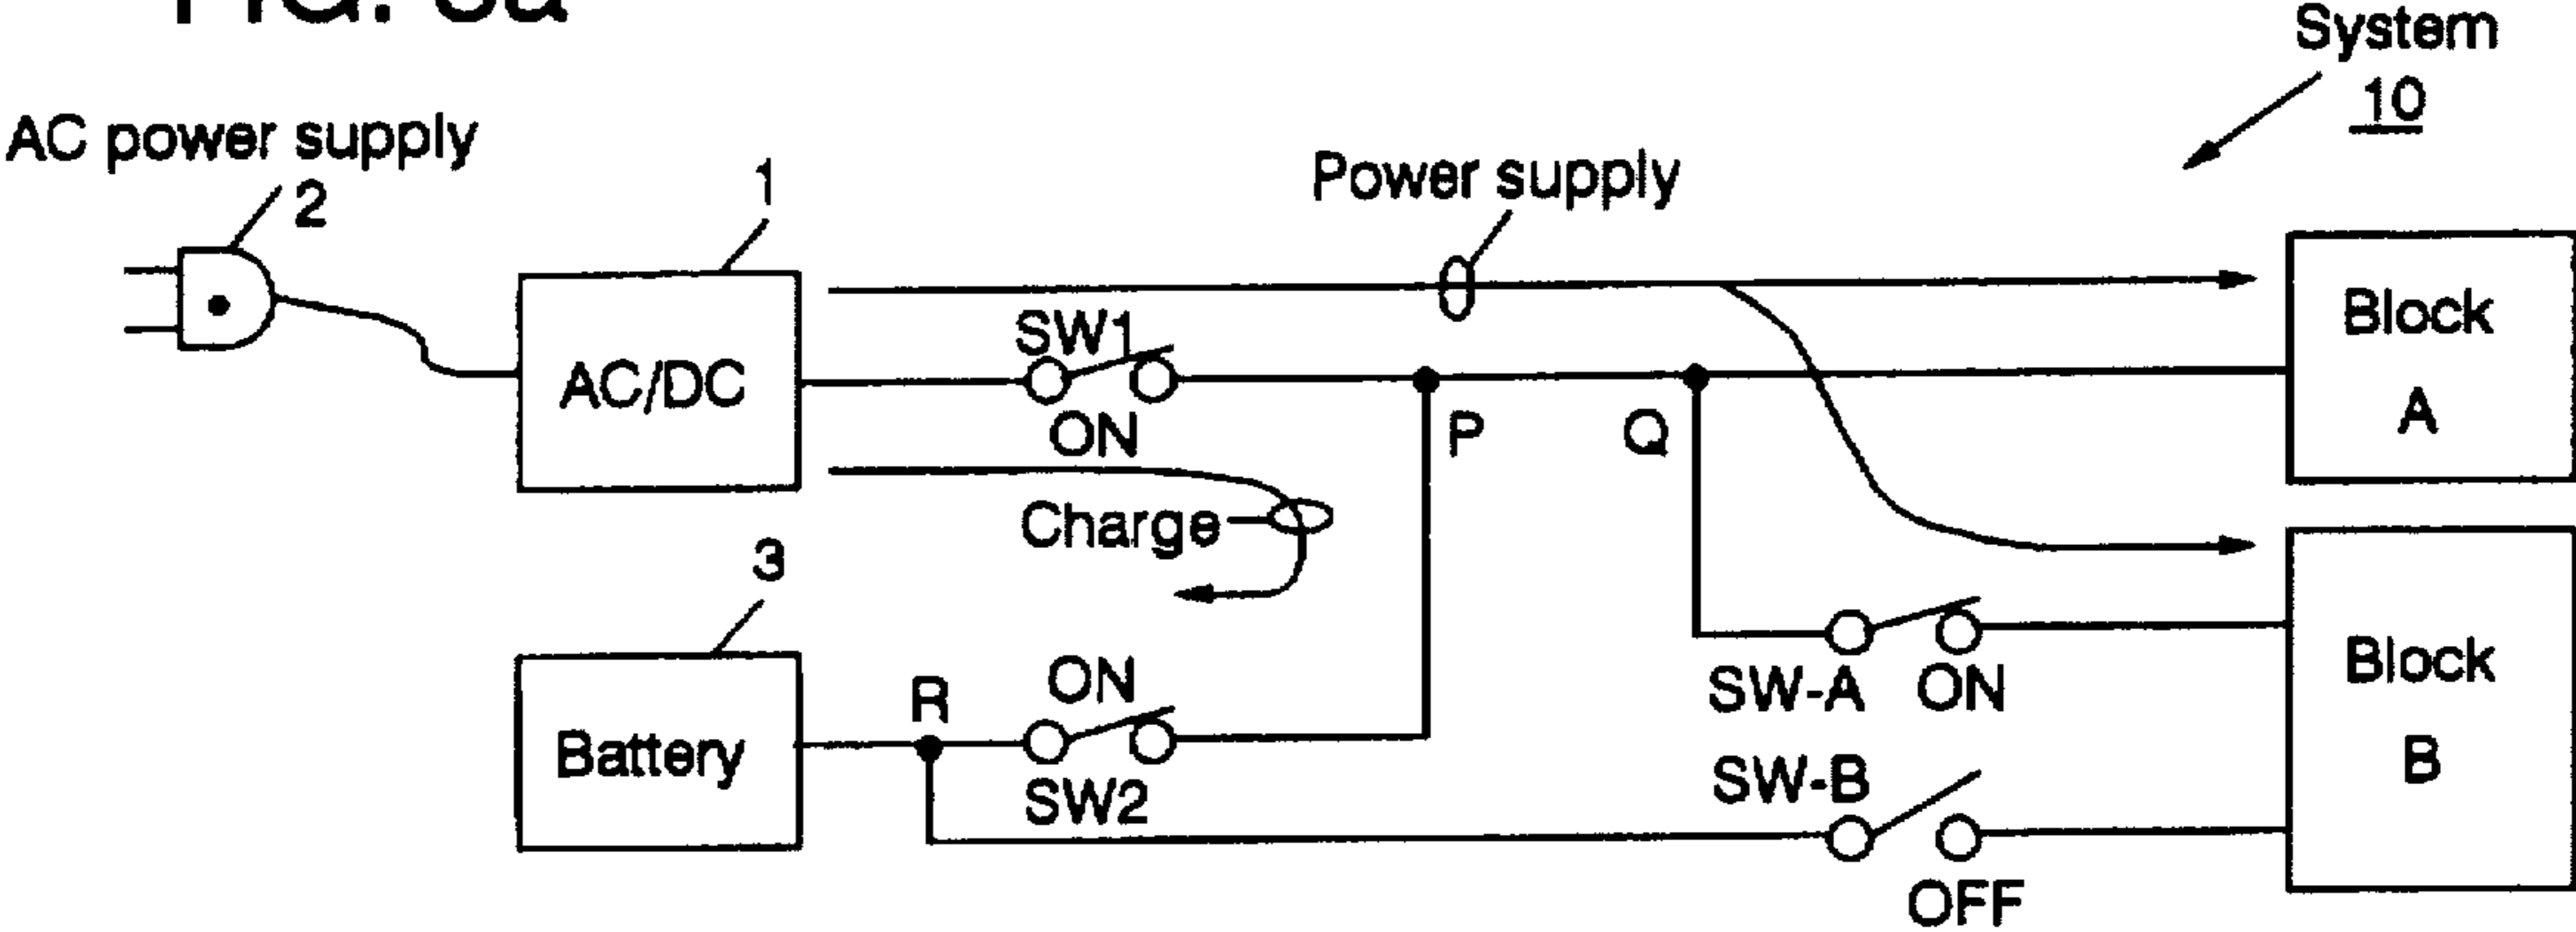 System
10
AC power supply
2
1
Power supply
Block
A
SW1
AC/DC
ON
P
Q
Charge
3
Block
B
ON
R
SW-A ON
Battery
SW2
SW-B
OFF